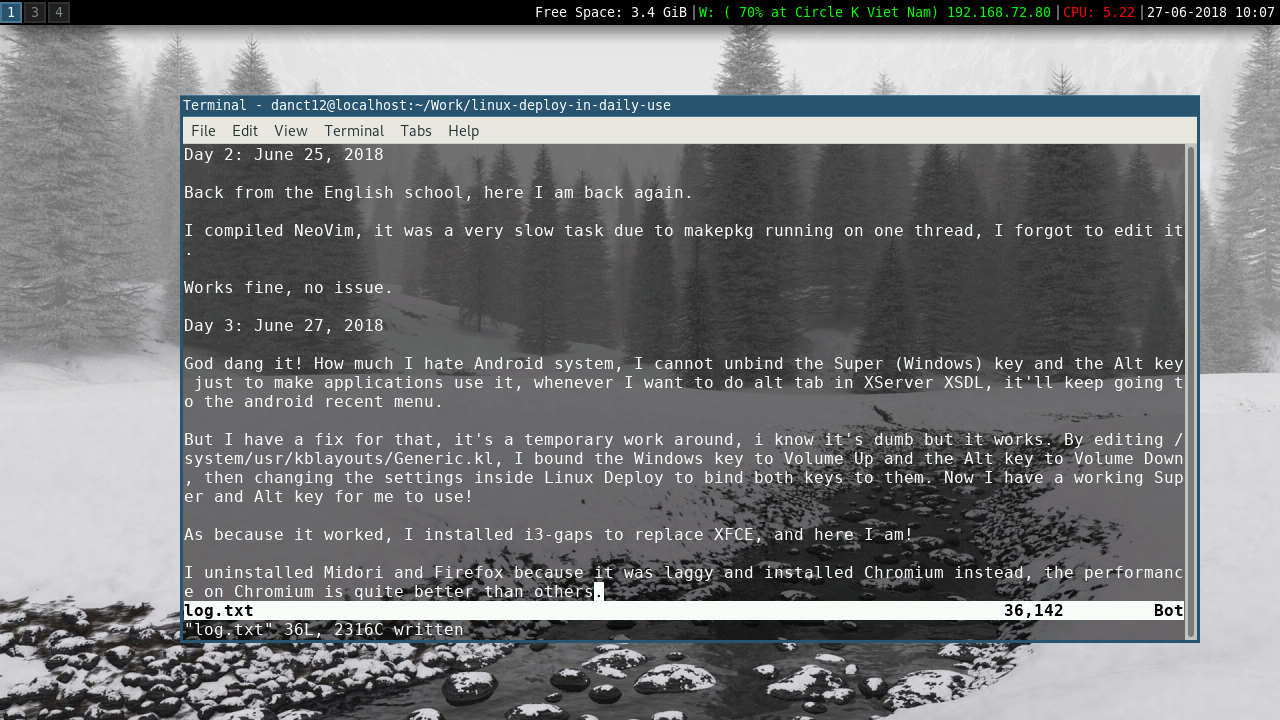 1 3 4 Free Space: 3.4 GiB |W: ( 70% at Circle K Viet Nam) 192.168.72.80 |CPU: 5.22 |27-06-2018 10:07
Terminal - danct12@localhost:~/Work/linux-deploy-in-daily-use
File Edit View Terminal Tabs Help
Day 2: June 25, 2018
Back from the English school, here I am back again.
I compiled NeoVim, it was a very slow task due to makepkg running on one thread, I forgot to edit it
.
Works fine, no issue.
Day 3: June 27, 2018
God dang it! How much I hate Android system, I cannot unbind the Super (Windows) key and the Alt key
 just to make applications use it, whenever I want to do alt tab in XServer XSDL, it'll keep going t
o the android recent menu.
But I have a fix for that, it's a temporary work around, i know it's dumb but it works. By editing /
system/usr/kblayouts/Generic.kl, I bound the Windows key to Volume Up and the Alt key to Volume Down
, then changing the settings inside Linux Deploy to bind both keys to them. Now I have a working Sup
er and Alt key for me to use!
As because it worked, I installed i3-gaps to replace XFCE, and here I am!
I uninstalled Midori and Firefox because it was laggy and installed Chromium instead, the performanc
e on Chromium is quite better than others.
log.txt 36,142 Bot
"log.txt" 36L, 2316C written